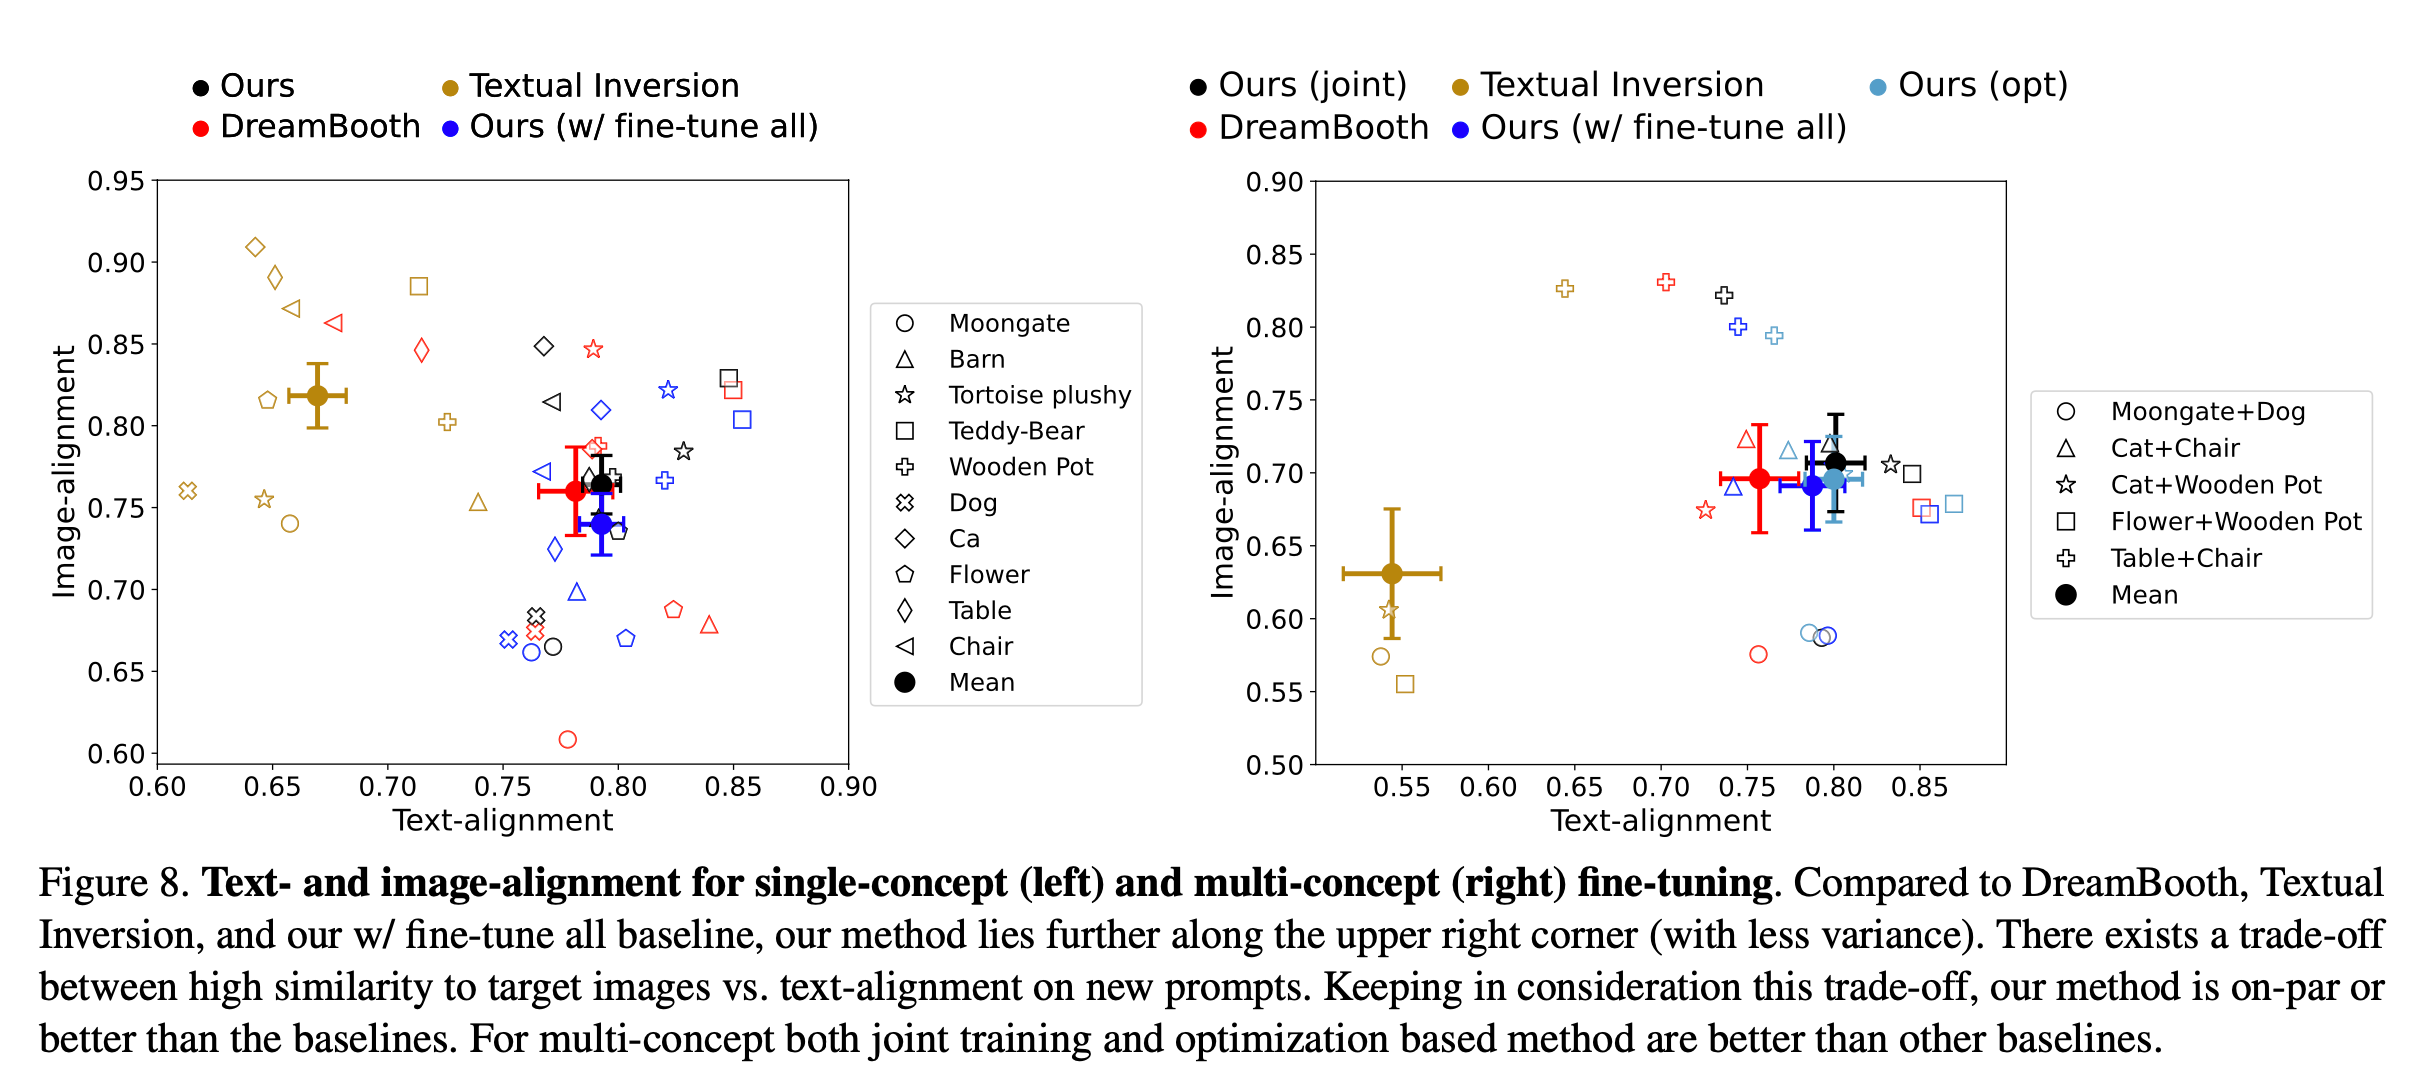 Ours
Textual Inversion
DreamBooth
Ours (w/ fine-tune all)
0.95
0.90
0.85
0.80
0.75
0.70
0.65
0.60
Image-alignment
0.60 0.65 0.70 0.75 0.80 0.85 0.90
Text-alignment
Moongate
Barn
Tortoise plushy
Teddy-Bear
Wooden Pot
Dog
Ca
Flower
Table
Chair
Mean
Ours (joint)
Textual Inversion
Ours (opt)
DreamBooth
Ours (w/ fine-tune all)
0.90
0.85
0.80
0.75
0.70
0.65
0.60
0.55
0.50
Image-alignment
0.55 0.60 0.65 0.70 0.75 0.80 0.85
Text-alignment
Moongate+Dog
Cat+Chair
Cat+Wooden Pot
Flower+Wooden Pot
Table+Chair
Mean
Figure 8. Text- and image-alignment for single-concept (left) and multi-concept (right) fine-tuning. Compared to DreamBooth, Textual
Inversion, and our w/ fine-tune all baseline, our method lies further along the upper right corner (with less variance). There exists a trade-off
between high similarity to target images vs. text-alignment on new prompts. Keeping in consideration this trade-off, our method is on-par or
better than the baselines. For multi-concept both joint training and optimization based method are better than other baselines.